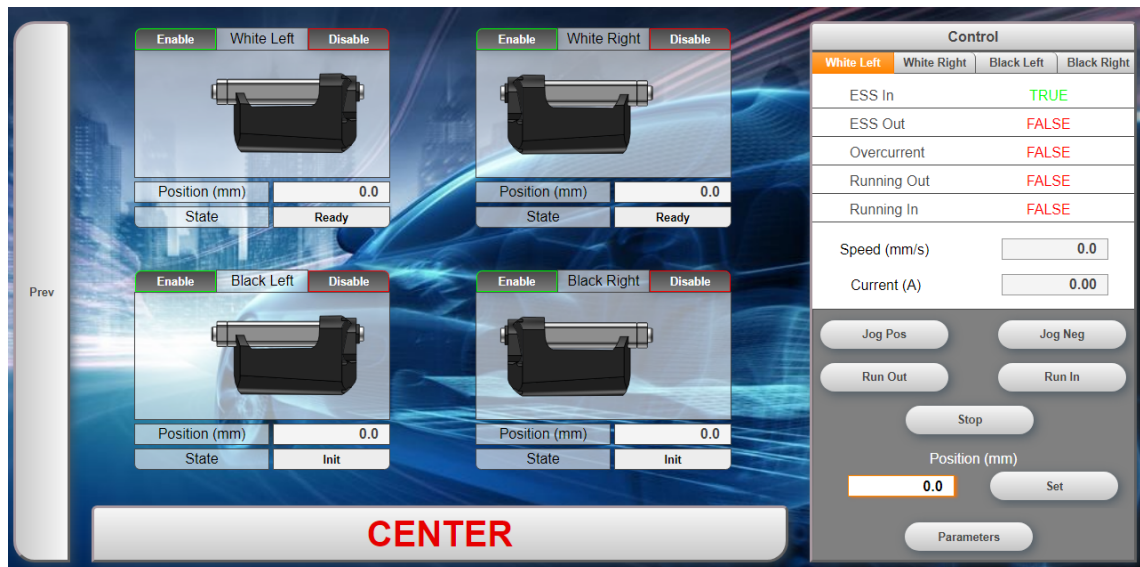 Prev
Enable White Left Disable
Position (mm) 0.0
State Ready
Enable White Right Disable
Position (mm) 0.0
State Ready
Enable Black Left Disable
Position (mm) 0.0
State Init
Enable Black Right Disable
Position (mm) 0.0
State Init
CENTER
Control
White Left White Right Black Left Black Right
ESS In TRUE
ESS Out FALSE
Overcurrent FALSE
Running Out FALSE
Running In FALSE
Speed (mm/s) 0.0
Current (A) 0.00
Jog Pos Jog Neg
Run Out Run In
Stop
Position (mm)
0.0 Set
Parameters